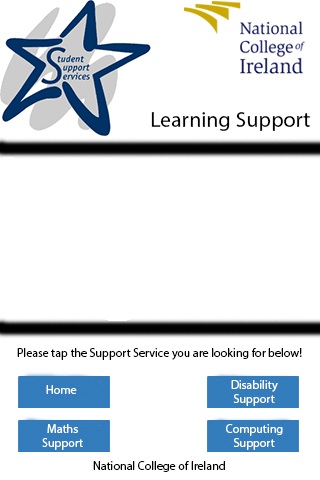 Student
Support
Services
National
College of
Ireland
Learning Support
Please tap the Support Service you are looking for below!
Home
Disability
Support
Maths
Support
Computing
Support
National College of Ireland